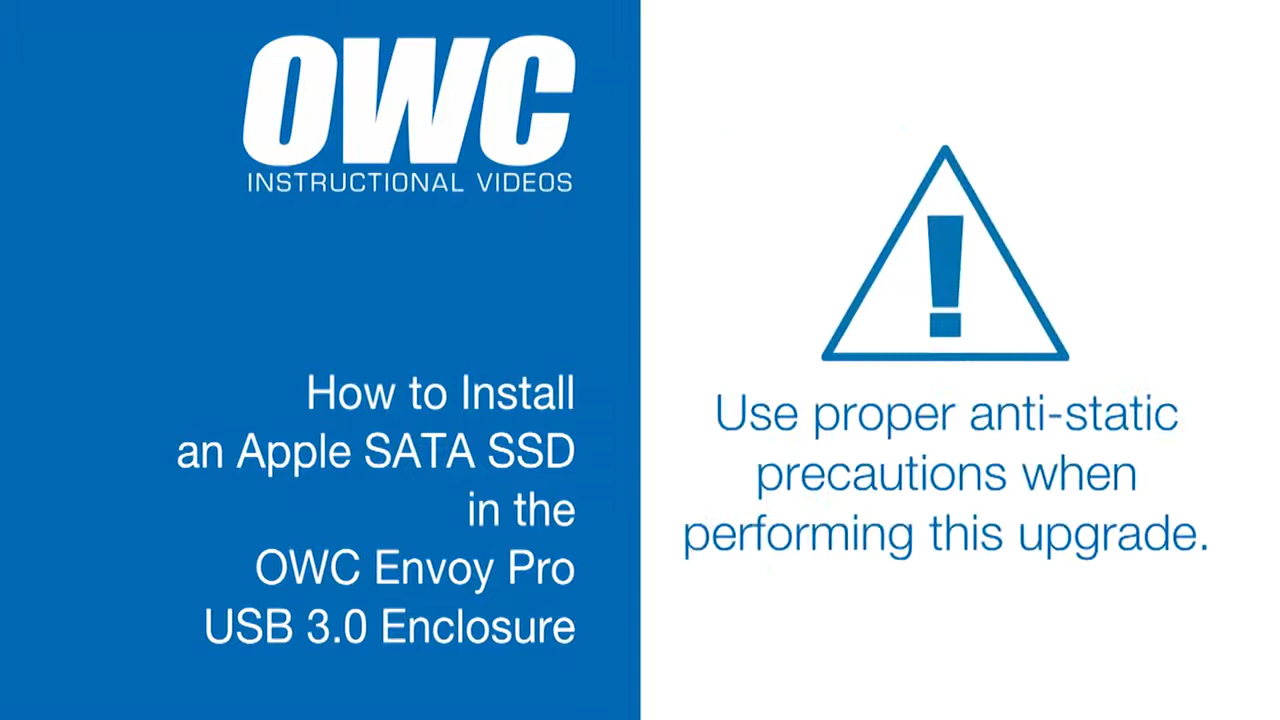 OWC
INSTRUCTIONAL VIDEOS
How to Install
an Apple SATA SSD
in the
OWC Envoy Pro
USB 3.0 Enclosure
!
Use proper anti-static
precautions when
performing this upgrade.